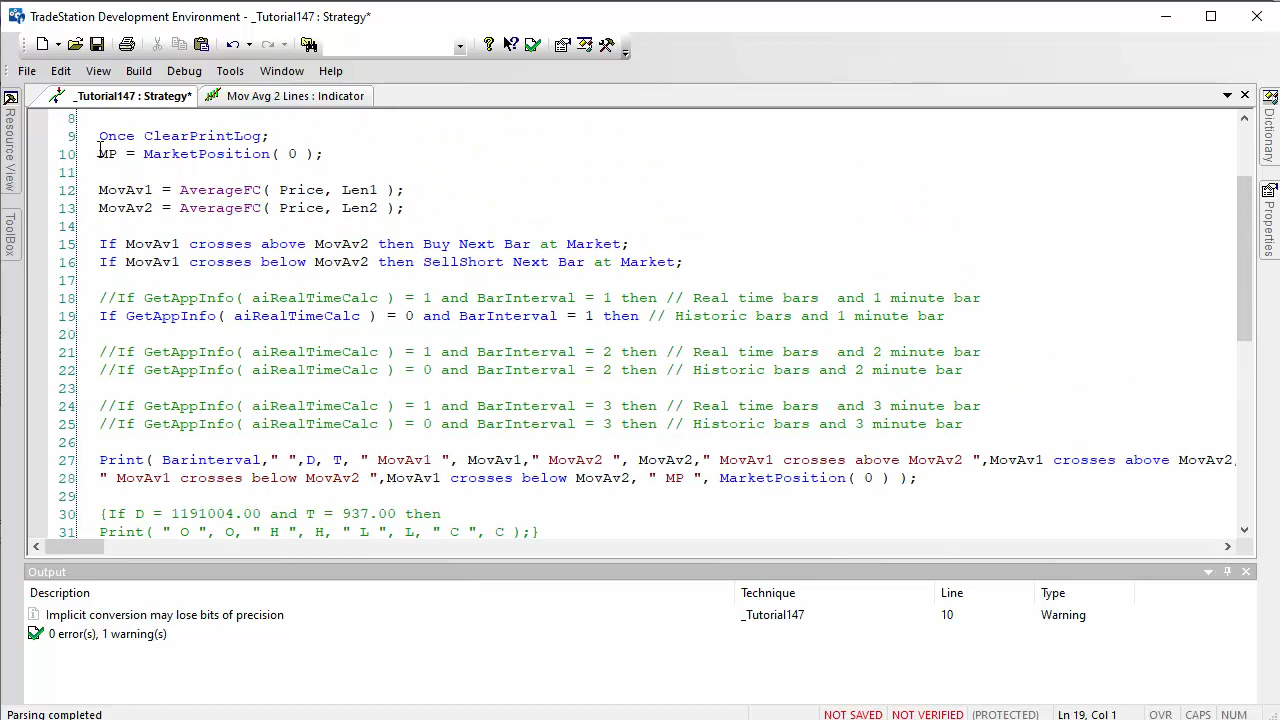 TradeStation Development Environment - _Tutorial147 : Strategy*
File Edit View Build Debug Tools Window Help
_Tutorial147 : Strategy* Mov Avg 2 Lines : Indicator
Resource View
ToolBox
Dictionary
Properties
8
9 Once ClearPrintLog;
10 MP = MarketPosition( 0 );
11
12 MovAv1 = AverageFC( Price, Len1 );
13 MovAv2 = AverageFC( Price, Len2 );
14
15 If MovAv1 crosses above MovAv2 then Buy Next Bar at Market;
16 If MovAv1 crosses below MovAv2 then SellShort Next Bar at Market;
17
18 //If GetAppInfo( aiRealTimeCalc ) = 1 and BarInterval = 1 then // Real time bars  and 1 minute bar
19 If GetAppInfo( aiRealTimeCalc ) = 0 and BarInterval = 1 then // Historic bars and 1 minute bar
20
21 //If GetAppInfo( aiRealTimeCalc ) = 1 and BarInterval = 2 then // Real time bars  and 2 minute bar
22 //If GetAppInfo( aiRealTimeCalc ) = 0 and BarInterval = 2 then // Historic bars and 2 minute bar
23
24 //If GetAppInfo( aiRealTimeCalc ) = 1 and BarInterval = 3 then // Real time bars  and 3 minute bar
25 //If GetAppInfo( aiRealTimeCalc ) = 0 and BarInterval = 3 then // Historic bars and 3 minute bar
26
27 Print( Barinterval," ",D, T, " MovAv1 ", MovAv1," MovAv2 ", MovAv2," MovAv1 crosses above MovAv2 ",MovAv1 crosses above MovAv2,
28 " MovAv1 crosses below MovAv2 ",MovAv1 crosses below MovAv2, " MP ", MarketPosition( 0 ) );
29
30 {If D = 1191004.00 and T = 937.00 then
31 Print( " O ", O, " H ", H, " L ", L, " C ", C );}
Output
Description Technique Line Type
Implicit conversion may lose bits of precision _Tutorial147 10 Warning
0 error(s), 1 warning(s)
Parsing completed NOT SAVED NOT VERIFIED (PROTECTED) Ln 19, Col 1 OVR CAPS NUM